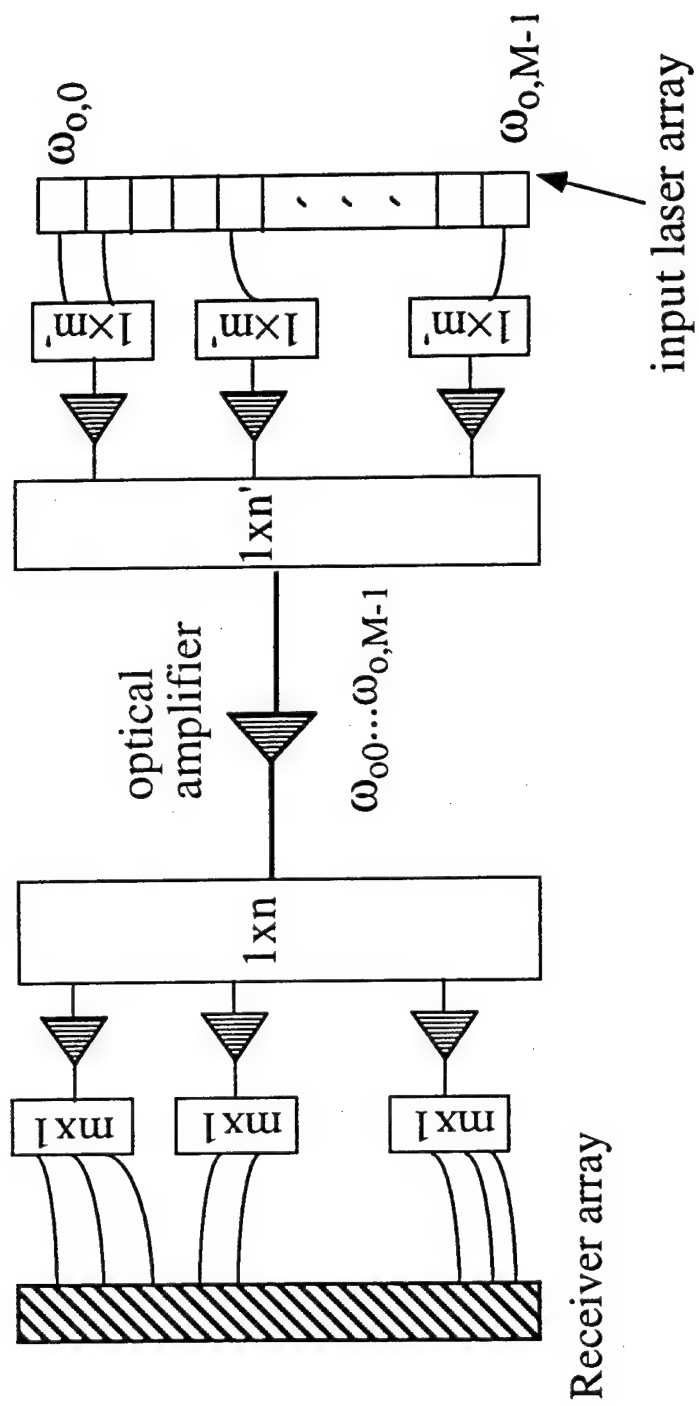 ω₀,₀
ω₀,M-1
input laser array
1×m'
1×m'
1×m'
1xn'
optical
amplifier
ω₀₀...ω₀,M-1
1xn
mx1
mx1
mx1
Receiver array